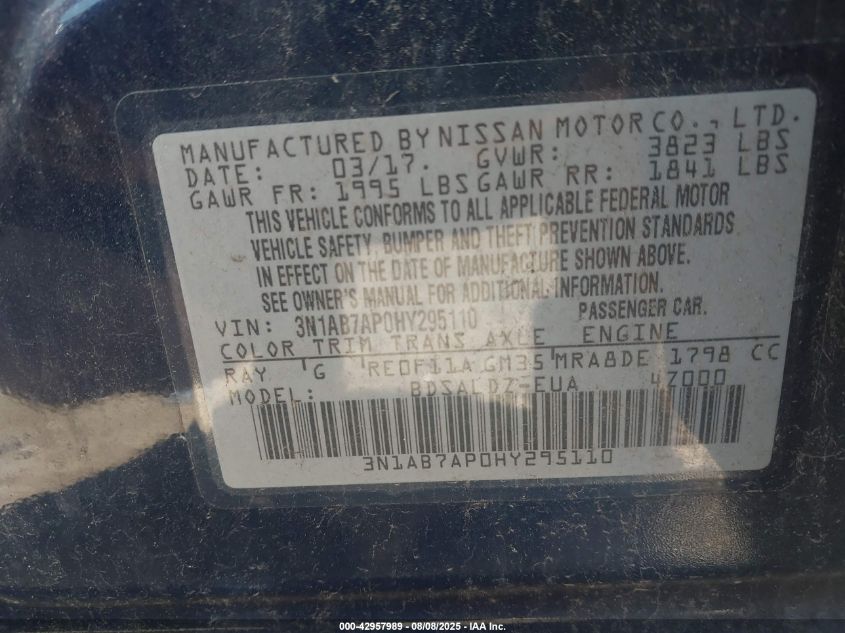 MANUFACTURED BY NISSAN MOTOR CO., LTD.
DATE: 03/17. GVWR: 3823 LBS
GAWR FR: 1995 LBS GAWR RR: 1841 LBS
THIS VEHICLE CONFORMS TO ALL APPLICABLE FEDERAL MOTOR
VEHICLE SAFETY, BUMPER AND THEFT PREVENTION STANDARDS
IN EFFECT ON THE DATE OF MANUFACTURE SHOWN ABOVE.
SEE OWNER'S MANUAL FOR ADDITIONAL INFORMATION.
VIN: 3N1AB7AP0HY295110 PASSENGER CAR.
COLOR TRIM TRANS AXLE ENGINE
RAY G RE0F11A GM35 MRA8DE 1798 CC
MODEL: BDSALDZ-EUA 47000
3N1AB7AP0HY295110
000-42957989 - 08/08/2025 - IAA Inc.